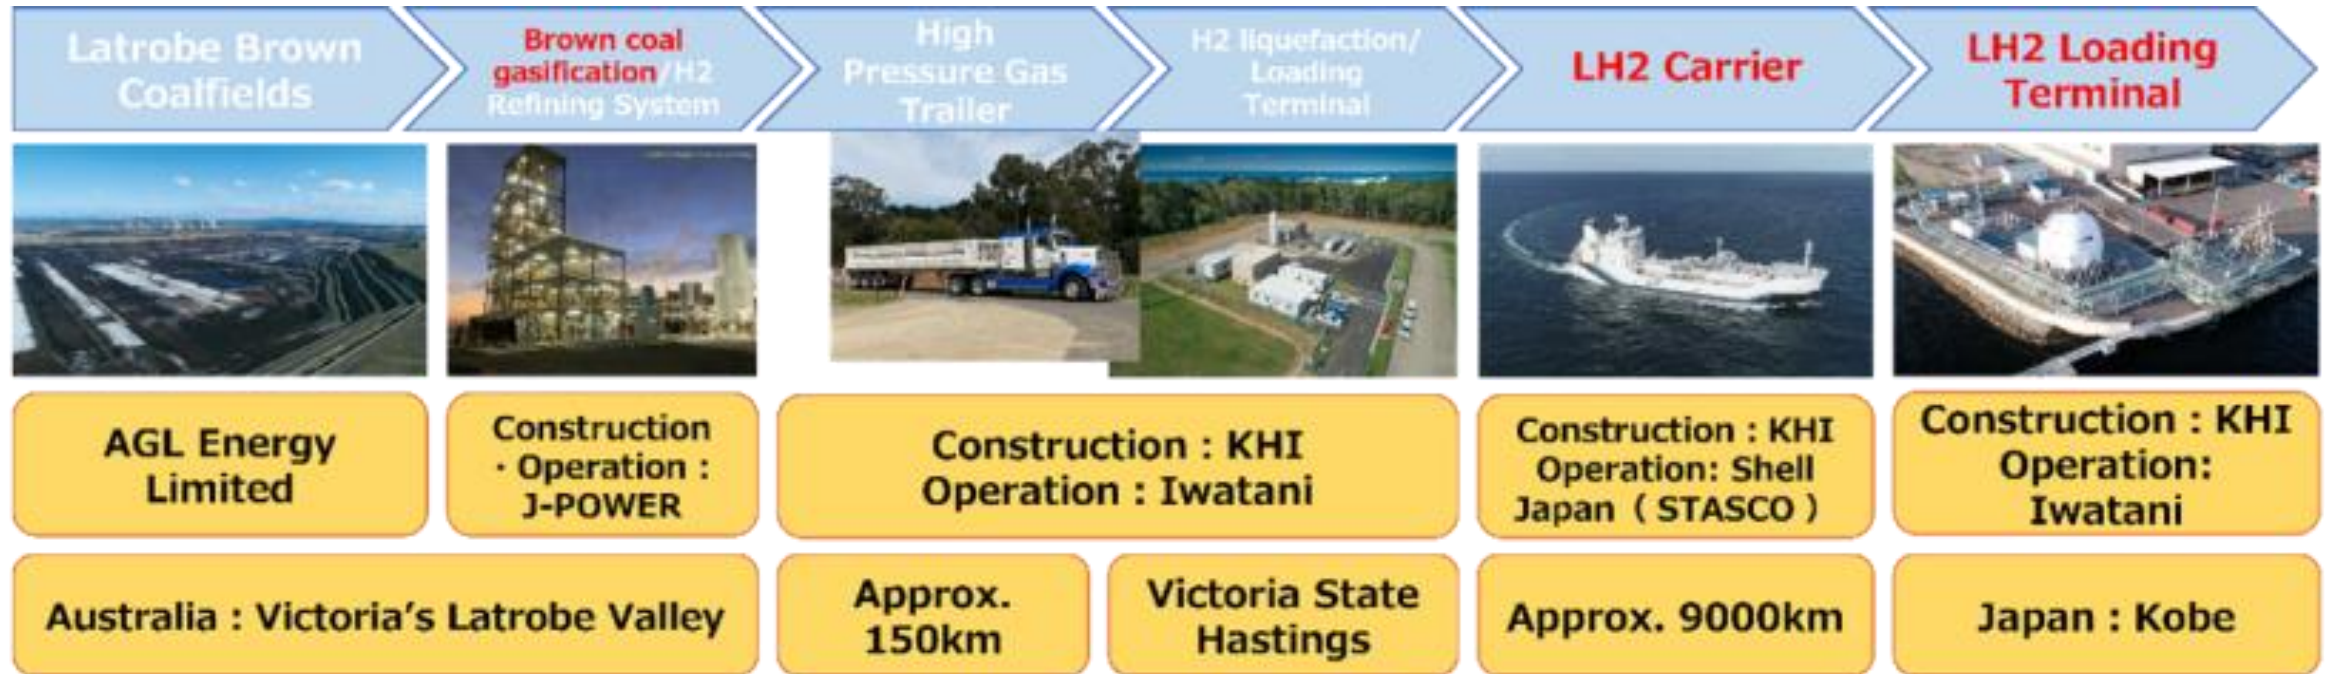 Latrobe Brown
Coalfields
Brown coal
gasification/H2
Refining System
High
Pressure Gas
Trailer
H2 liquefaction/
Loading
Terminal
LH2 Carrier
LH2 Loading
Terminal
AGL Energy
Limited
Construction
・Operation :
J-POWER
Construction : KHI
Operation : Iwatani
Construction : KHI
Operation: Shell
Japan ( STASCO )
Construction : KHI
Operation:
Iwatani
Australia : Victoria’s Latrobe Valley
Approx.
150km
Victoria State
Hastings
Approx. 9000km
Japan : Kobe